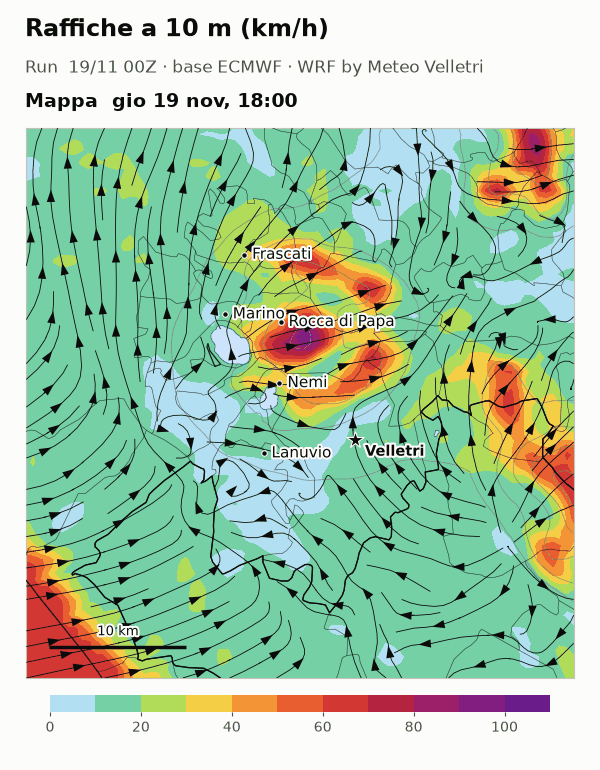 Raffiche a 10 m (km/h)
Run  19/11 00Z · base ECMWF · WRF by Meteo Velletri
Mappa  gio 19 nov, 18:00
Frascati
Marino
Rocca di Papa
Nemi
Velletri
Lanuvio
10 km
0 20 40 60 80 100